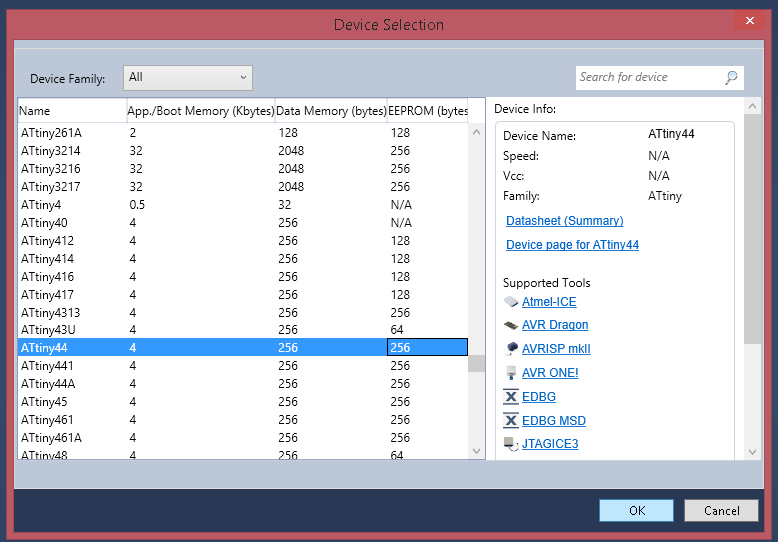 Device Selection
Device Family: All
Search for device
Name App./Boot Memory (Kbytes) Data Memory (bytes) EEPROM (bytes
ATtiny261A 2 128 128
ATtiny3214 32 2048 256
ATtiny3216 32 2048 256
ATtiny3217 32 2048 256
ATtiny4 0.5 32 N/A
ATtiny40 4 256 N/A
ATtiny412 4 256 128
ATtiny414 4 256 128
ATtiny416 4 256 128
ATtiny417 4 256 128
ATtiny4313 4 256 256
ATtiny43U 4 256 64
ATtiny44 4 256 256
ATtiny441 4 256 256
ATtiny44A 4 256 256
ATtiny45 4 256 256
ATtiny461 4 256 256
ATtiny461A 4 256 256
ATtiny48 4 256 64
Device Info:
Device Name: ATtiny44
Speed: N/A
Vcc: N/A
Family: ATtiny
Datasheet (Summary)
Device page for ATtiny44
Supported Tools
Atmel-ICE
AVR Dragon
AVRISP mkII
AVR ONE!
EDBG
EDBG MSD
JTAGICE3
OK Cancel